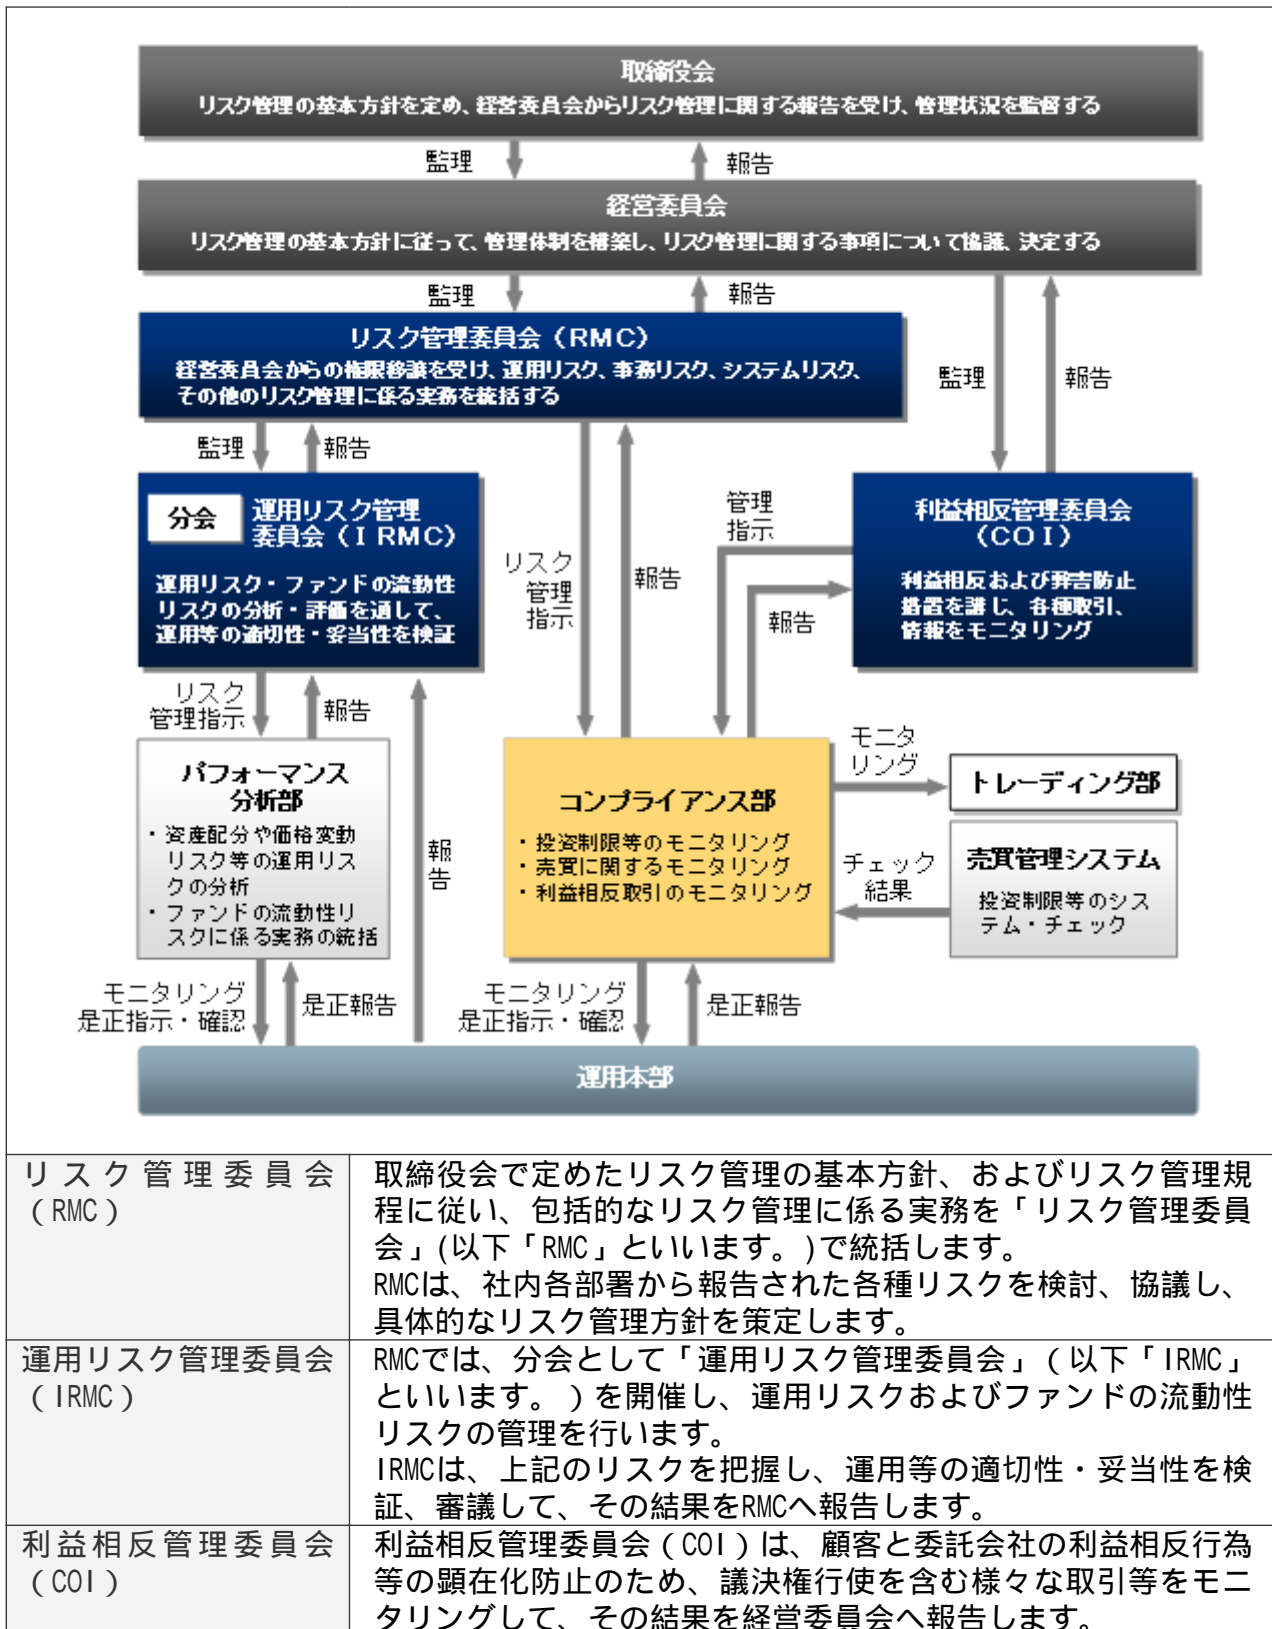 取締役会
リスク管理の基本方針を定め、経営委員会からリスク管理に関する報告を受け、管理状況を監督する
監理
報告
経営委員会
リスク管理の基本方針に従って、管理体制を構築し、リスク管理に関する事項について協議、決定する
監理
報告
リスク管理委員会（RMC）
経営委員会からの権限移譲を受け、運用リスク、事務リスク、システムリスク、
その他のリスク管理に係る実務を統括する
監理
報告
監理
報告
分会
運用リスク管理
委員会（IRMC）
運用リスク・ファンドの流動性
リスクの分析・評価を通して、
運用等の適切性・妥当性を検証
リスク
管理
指示
報告
管理
指示
報告
利益相反管理委員会
（COI）
利益相反および弊害防止
措置を講じ、各種取引、
情報をモニタリング
リスク
管理指示
報告
パフォーマンス
分析部
・資産配分や価格変動
リスク等の運用リス
クの分析
・ファンドの流動性リ
スクに係る実務の統括
報
告
コンプライアンス部
・投資制限等のモニタリング
・売買に関するモニタリング
・利益相反取引のモニタリング
モニタ
リング
トレーディング部
チェック
結果
売買管理システム
投資制限等のシス
テム・チェック
モニタリング
是正指示・確認
是正報告
モニタリング
是正指示・確認
是正報告
運用本部
リスク管理委員会
（RMC）
取締役会で定めたリスク管理の基本方針、およびリスク管理規
程に従い、包括的なリスク管理に係る実務を「リスク管理委員
会」(以下「RMC」といいます。)で統括します。
RMCは、社内各部署から報告された各種リスクを検討、協議し、
具体的なリスク管理方針を策定します。
運用リスク管理委員会
（IRMC）
RMCでは、分会として「運用リスク管理委員会」（以下「IRMC」
といいます。）を開催し、運用リスクおよびファンドの流動性
リスクの管理を行います。
IRMCは、上記のリスクを把握し、運用等の適切性・妥当性を検
証、審議して、その結果をRMCへ報告します。
利益相反管理委員会
（COI）
利益相反管理委員会（COI）は、顧客と委託会社の利益相反行為
等の顕在化防止のため、議決権行使を含む様々な取引等をモニ
タリングして、その結果を経営委員会へ報告します。